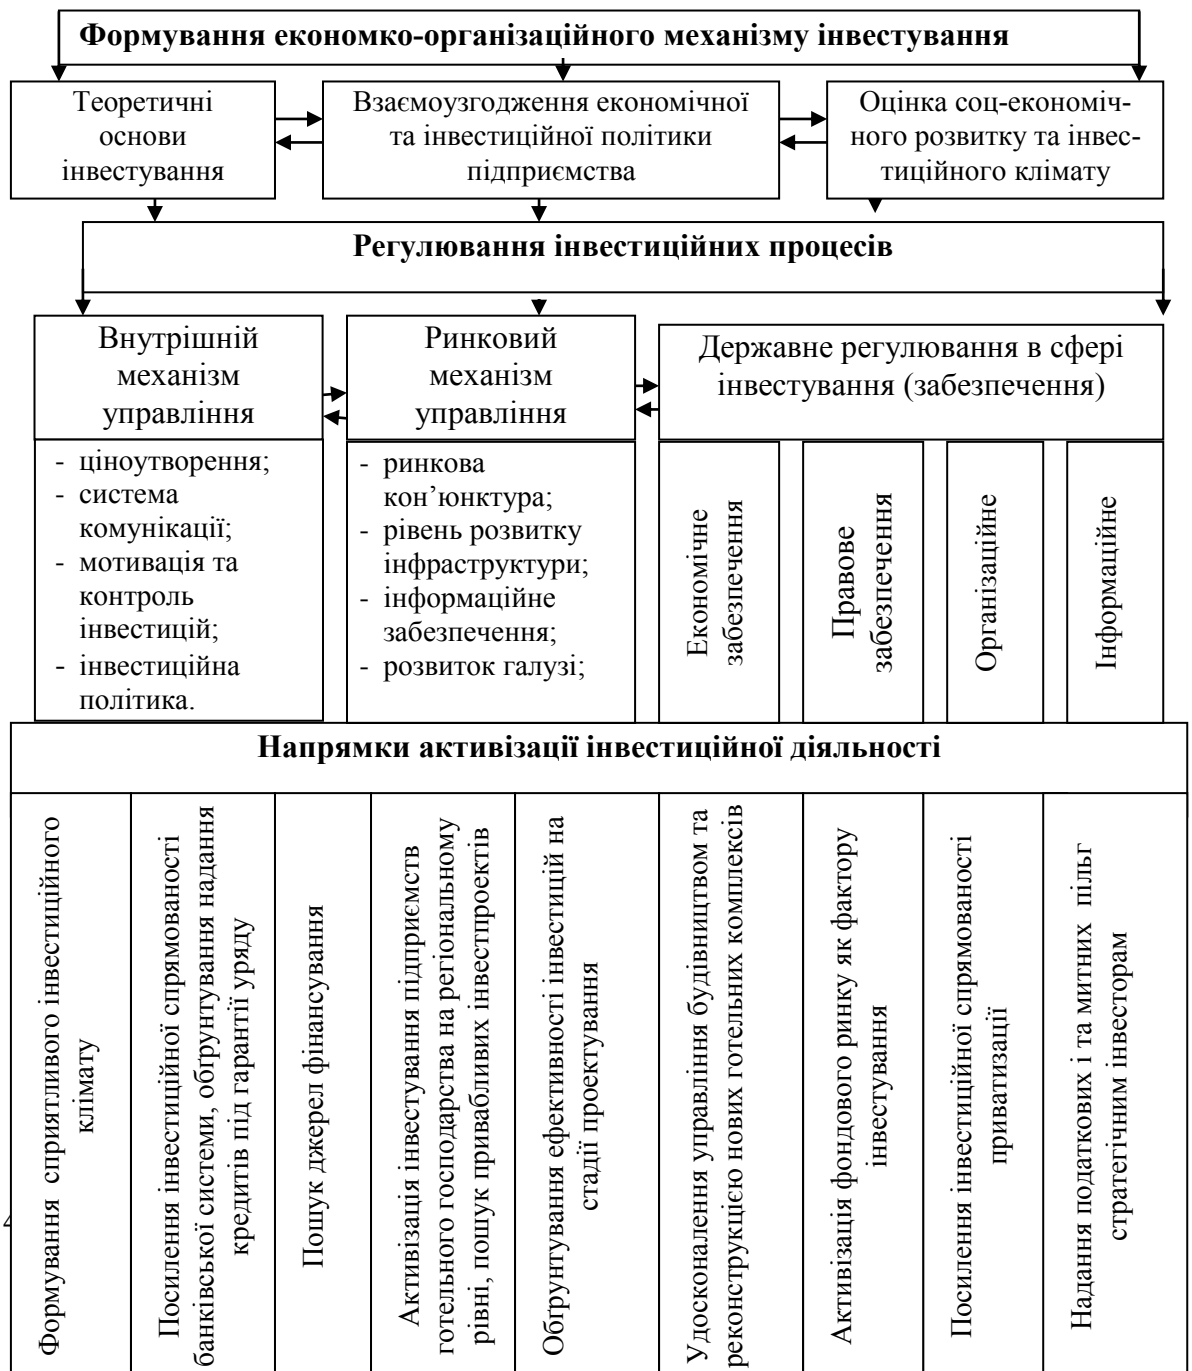 Формування економко-організаційного механізму інвестування
Теоретичні
основи
інвестування
Взаємоузгодження економічної
та інвестиційної політики
підприємства
Оцінка соц-економіч-
ного розвитку та інвес-
тиційного клімату
Регулювання інвестиційних процесів
Внутрішній
механізм
управління
Ринковий
механізм
управління
Державне регулювання в сфері
інвестування (забезпечення)
- ціноутворення;
- система
комунікації;
- мотивація та
контроль
інвестицій;
- інвестиційна
політика.
- ринкова
кон’юнктура;
- рівень розвитку
інфраструктури;
- інформаційне
забезпечення;
- розвиток галузі;
Економічне
забезпечення
Правове
забезпечення
Організаційне
Інформаційне
Напрямки активізації інвестиційної діяльності
Формування сприятливого інвестиційного
клімату
Посилення інвестиційної спрямованості
банківської системи, обґрунтування надання
кредитів під гарантії уряду
Пошук джерел фінансування
Активізація інвестування підприємств
готельного господарства на регіональному
рівні, пошук привабливих інвестпроектів
Обґрунтування ефективності інвестицій на
стадії проектування
Удосконалення управління будівництвом та
реконструкцією нових готельних комплексів
Активізація фондового ринку як фактору
інвестування
Посилення інвестиційної спрямованості
приватизації
Надання податкових і та митних пільг
стратегічним інвесторам